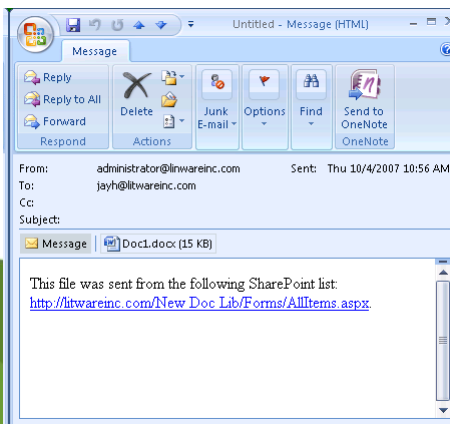 Untitled - Message (HTML)
Message
Reply
Reply to All
Forward
Respond
Delete
Actions
Junk E-mail
Options
Find
Send to OneNote
OneNote
From: administrator@linwareinc.com Sent: Thu 10/4/2007 10:56 AM
To: jayh@litwareinc.com
Cc:
Subject:
Message Doc1.docx (15 KB)
This file was sent from the following SharePoint list:
http://litwareinc.com/New Doc Lib/Forms/AllItems.aspx.